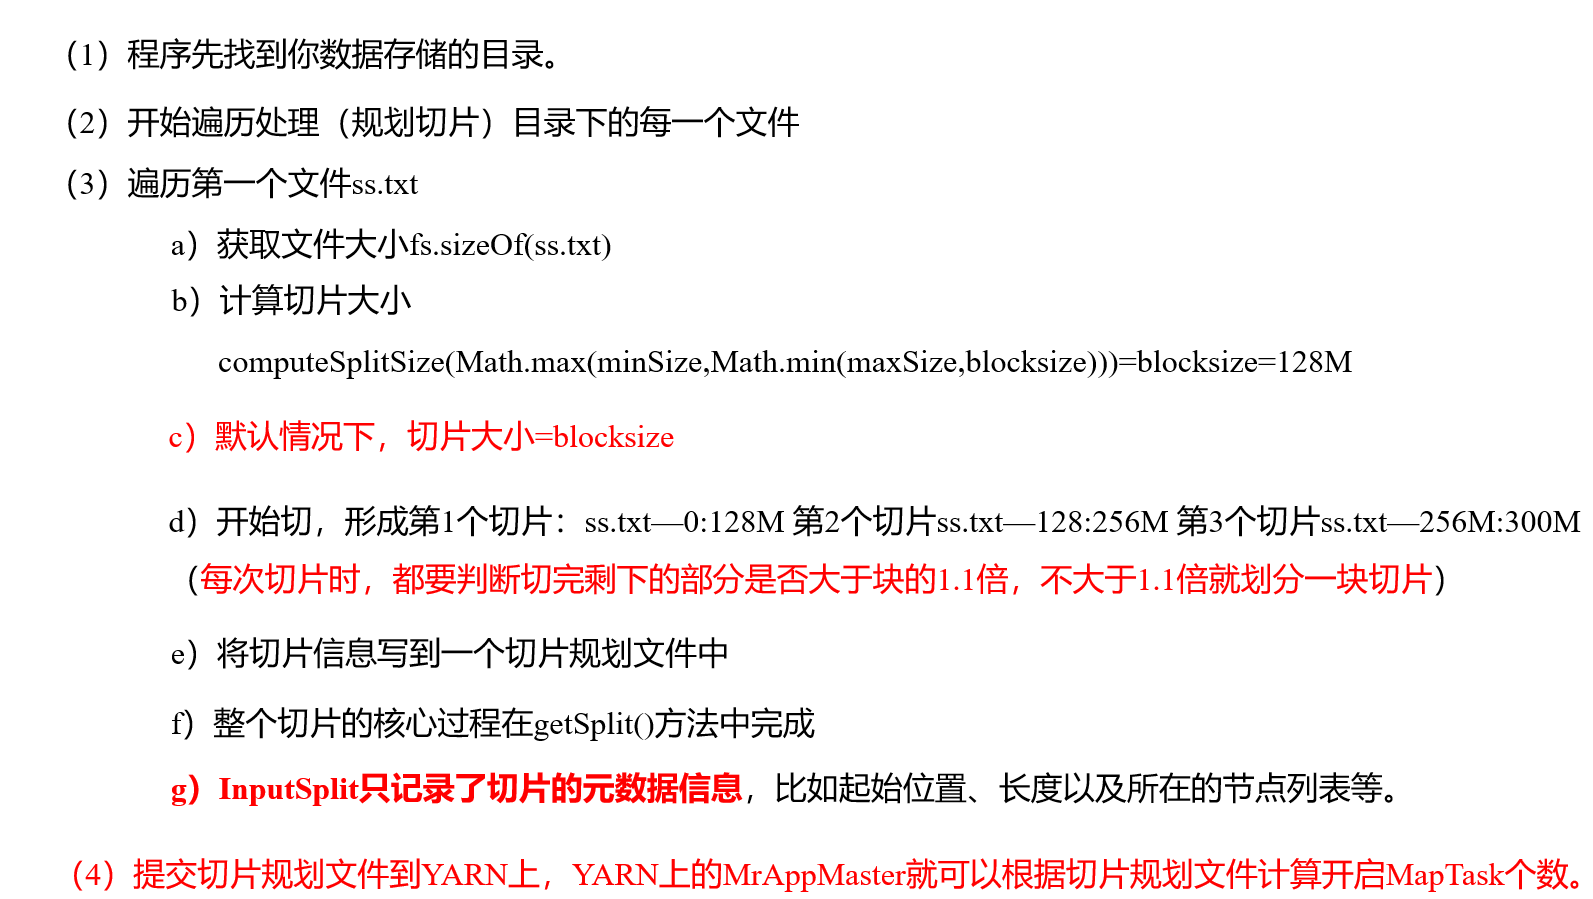 （1）程序先找到你数据存储的目录。
（2）开始遍历处理（规划切片）目录下的每一个文件
（3）遍历第一个文件ss.txt
a）获取文件大小fs.sizeOf(ss.txt)
b）计算切片大小
computeSplitSize(Math.max(minSize,Math.min(maxSize,blocksize)))=blocksize=128M
c）默认情况下，切片大小=blocksize
d）开始切，形成第1个切片：ss.txt—0:128M 第2个切片ss.txt—128:256M 第3个切片ss.txt—256M:300M
（每次切片时，都要判断切完剩下的部分是否大于块的1.1倍，不大于1.1倍就划分一块切片）
e）将切片信息写到一个切片规划文件中
f）整个切片的核心过程在getSplit()方法中完成
g）InputSplit只记录了切片的元数据信息，比如起始位置、长度以及所在的节点列表等。
（4）提交切片规划文件到YARN上，YARN上的MrAppMaster就可以根据切片规划文件计算开启MapTask个数。